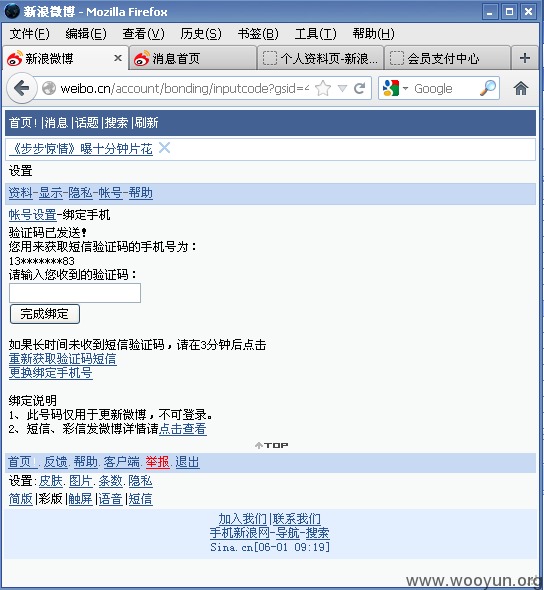 新浪微博 - Mozilla Firefox
文件(F) 编辑(E) 查看(V) 历史(S) 书签(B) 工具(T) 帮助(H)
新浪微博 消息首页 个人资料页-新浪... 会员支付中心
weibo.cn/account/bonding/inputcode?gsid=4 Google
首页!|消息|话题|搜索|刷新
《步步惊情》曝十分钟片花
设置
资料-显示-隐私-帐号-帮助
帐号设置-绑定手机
验证码已发送!
您用来获取短信验证码的手机号为:
13*******83
请输入您收到的验证码:
完成绑定
如果长时间未收到短信验证码,请在3分钟后点击
重新获取验证码短信
更换绑定手机号
绑定说明
1、此号码仅用于更新微博,不可登录。
2、短信、彩信发微博详情请点击查看
TOP
首页!.反馈.帮助.客户端.举报.退出
设置:皮肤.图片.条数.隐私
简版|彩版|触屏|语音|短信
加入我们|联系我们
手机新浪网-导航-搜索
Sina.cn[06-01 09:19]
www.wooyun.org